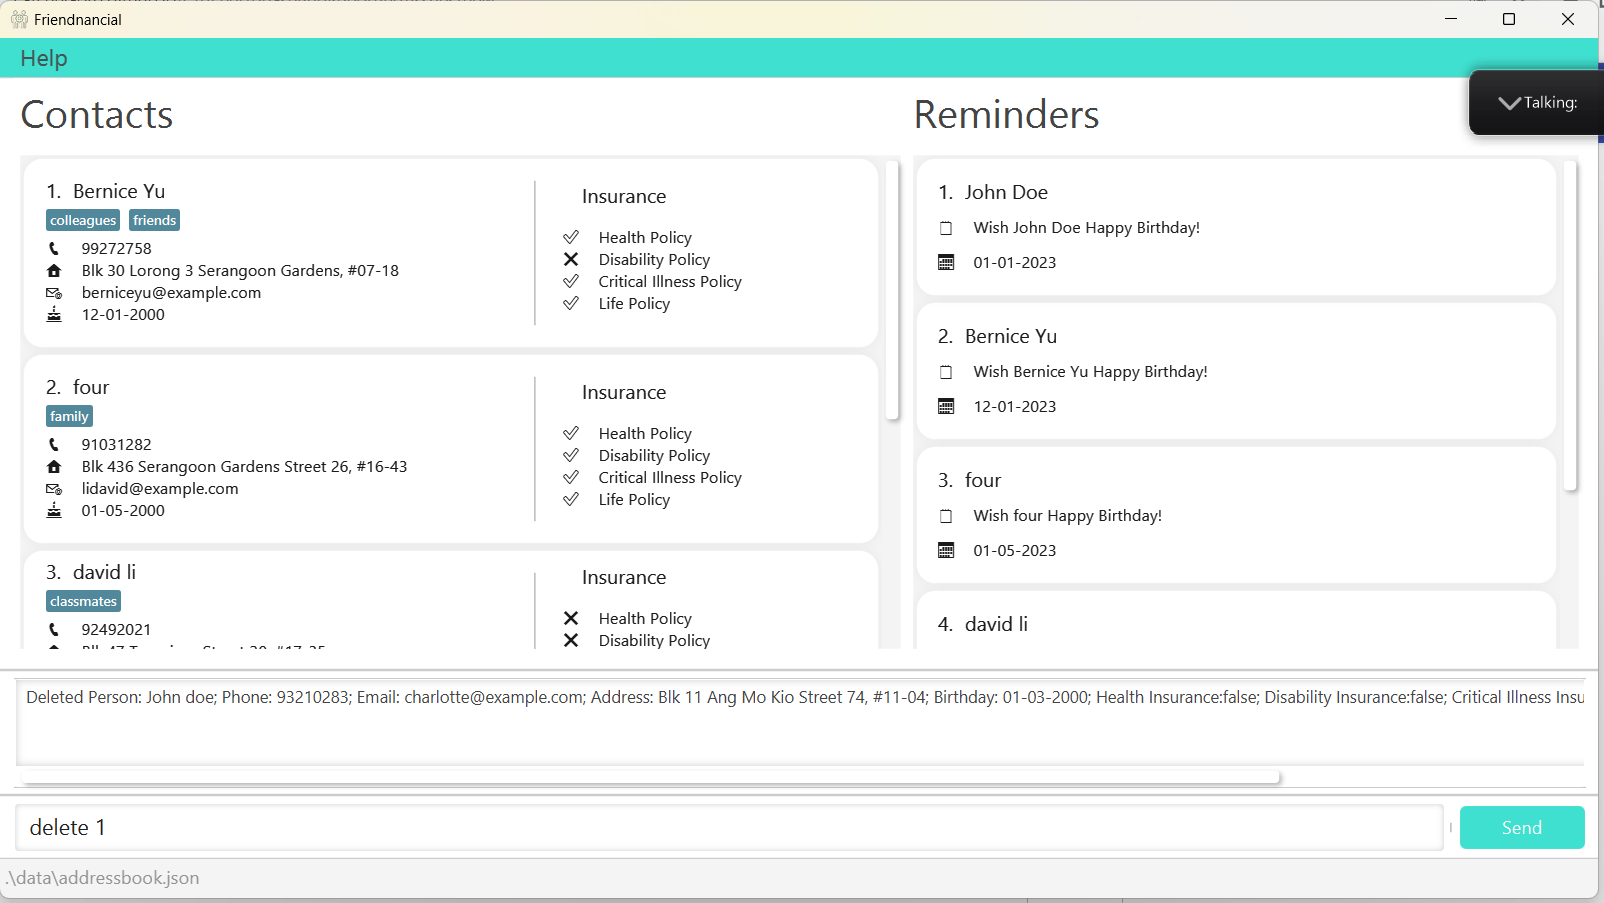 Friendnancial
Help
Talking:
Contacts
1. Bernice Yu
colleagues friends
99272758
Blk 30 Lorong 3 Serangoon Gardens, #07-18
berniceyu@example.com
12-01-2000
Insurance
Health Policy
Disability Policy
Critical Illness Policy
Life Policy
2. four
family
91031282
Blk 436 Serangoon Gardens Street 26, #16-43
lidavid@example.com
01-05-2000
Insurance
Health Policy
Disability Policy
Critical Illness Policy
Life Policy
3. david li
classmates
92492021
Insurance
Health Policy
Disability Policy
Reminders
1. John Doe
Wish John Doe Happy Birthday!
01-01-2023
2. Bernice Yu
Wish Bernice Yu Happy Birthday!
12-01-2023
3. four
Wish four Happy Birthday!
01-05-2023
4. david li
Deleted Person: John doe; Phone: 93210283; Email: charlotte@example.com; Address: Blk 11 Ang Mo Kio Street 74, #11-04; Birthday: 01-03-2000; Health Insurance:false; Disability Insurance:false; Critical Illness Insu
delete 1
Send
.\data\addressbook.json